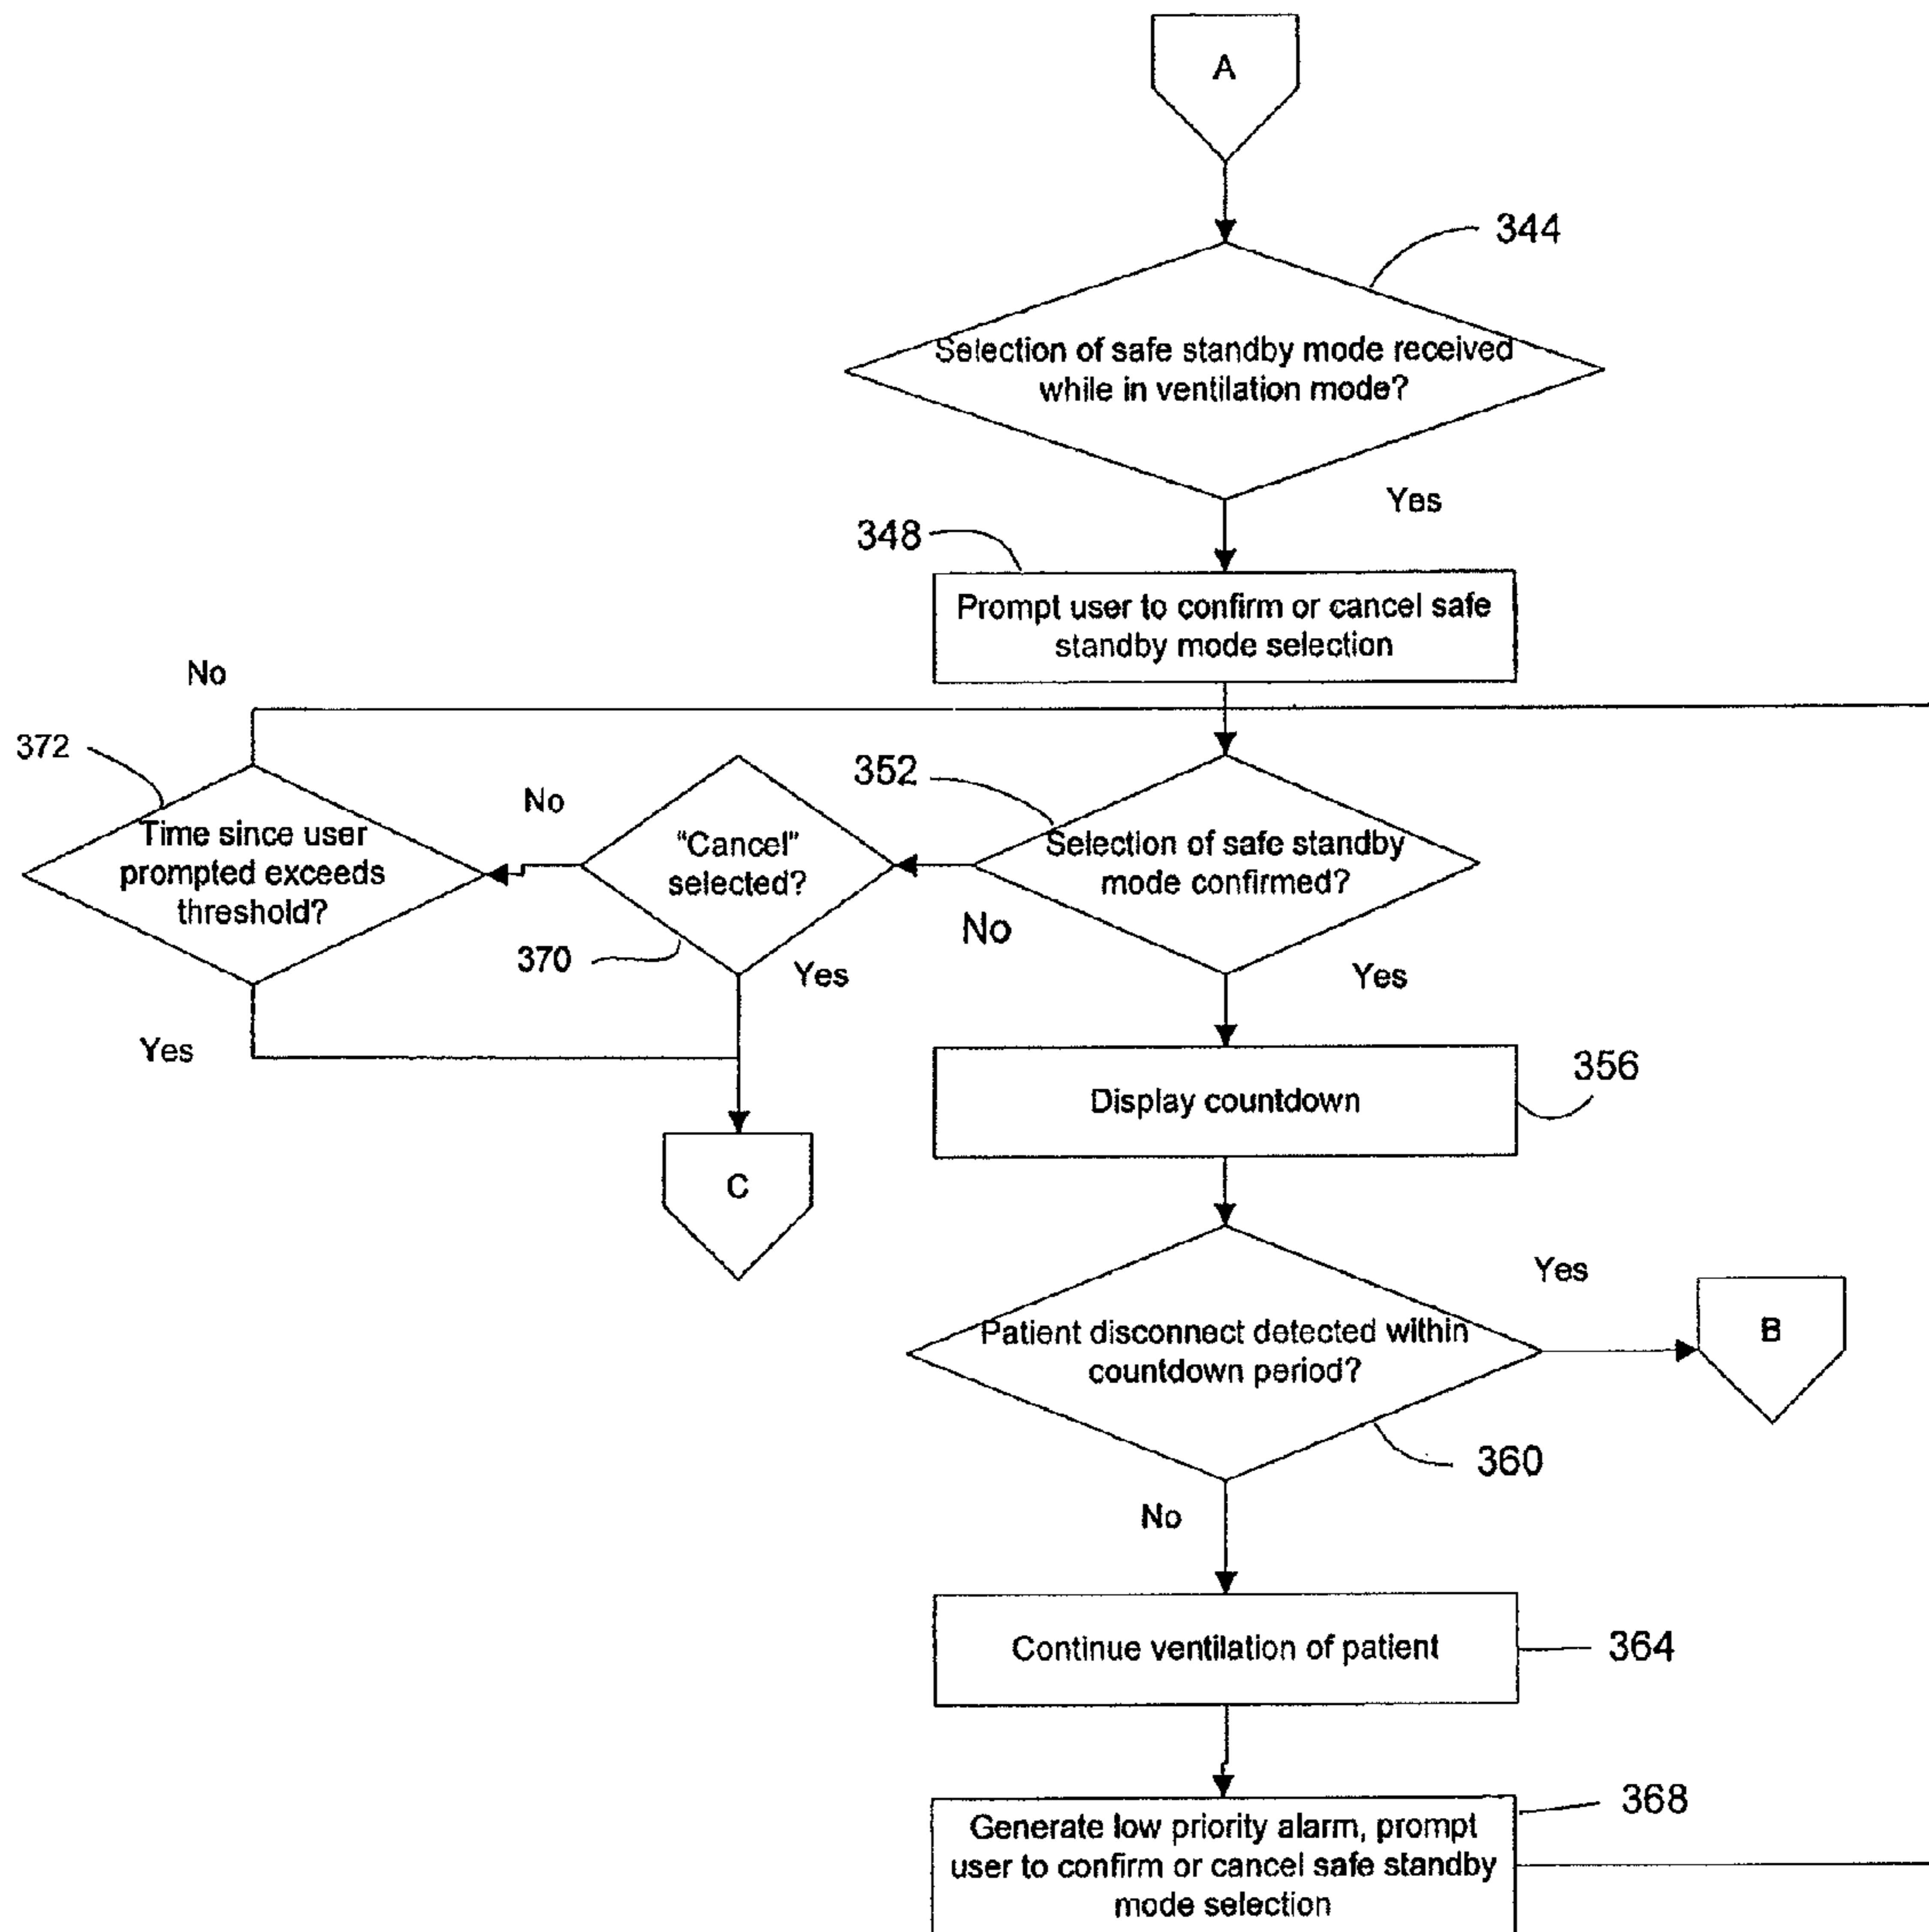 A
344
Selection of safe standby mode received
while in ventilation mode?
Yes
348
Prompt user to confirm or cancel safe
standby mode selection
No
372
Time since user
prompted exceeds
threshold?
Yes
No
"Cancel"
selected?
370
Yes
C
352
Selection of safe standby
mode confirmed?
No
Yes
356
Display countdown
Patient disconnect detected within
countdown period?
Yes
B
360
No
Continue ventilation of patient
364
368
Generate low priority alarm, prompt
user to confirm or cancel safe standby
mode selection